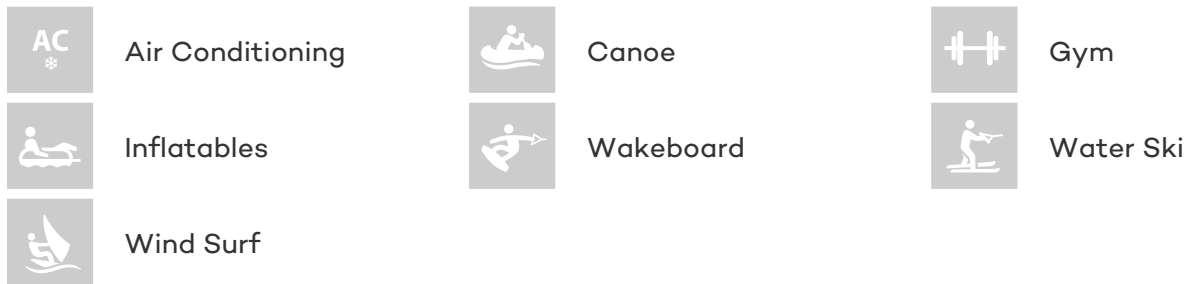 AC
Air Conditioning
Canoe
Gym
Inflatables
Wakeboard
Water Ski
Wind Surf